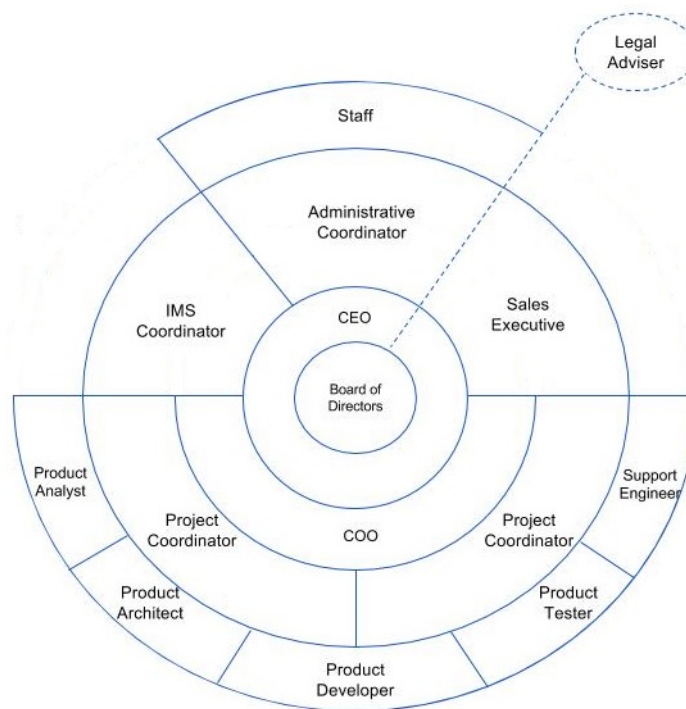 Legal
Adviser
Staff
Administrative
Coordinator
IMS
Coordinator
CEO
Sales
Executive
Board of
Directors
Product
Analyst
Support
Engineer
Project
Coordinator
COO
Project
Coordinator
Product
Architect
Product
Tester
Product
Developer